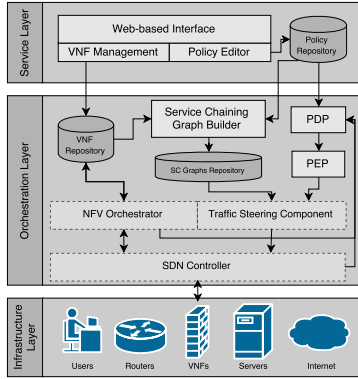 Service Layer
Web-based Interface
VNF Management
Policy Editor
Policy
Repository
Orchestration Layer
VNF
Repository
Service Chaining
Graph Builder
PDP
SC Graphs Repository
PEP
NFV Orchestrator
Traffic Steering Component
SDN Controller
Infrastructure
Layer
Users
Routers
VNFs
Servers
Internet